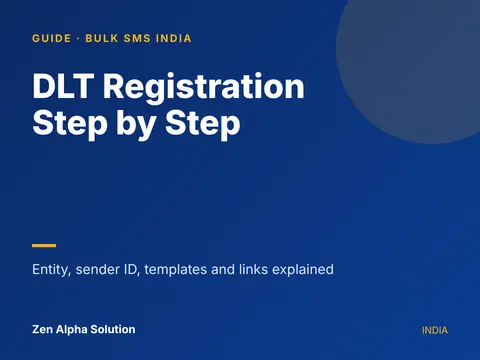 GUIDE · BULK SMS INDIA
DLT Registration
Step by Step
Entity, sender ID, templates and links explained
Zen Alpha Solution
INDIA